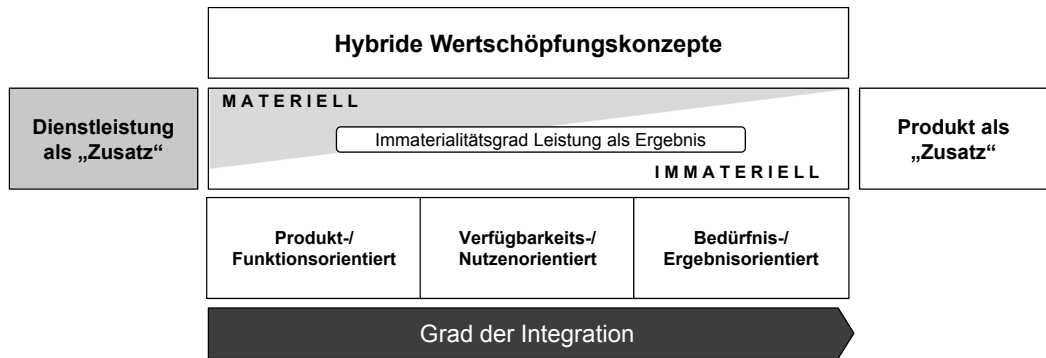 Hybride Wertschöpfungskonzepte
Dienstleistung
als „Zusatz“
MATERIELL
Immaterialitätsgrad Leistung als Ergebnis
IMMATERIELL
Produkt als
„Zusatz“
Produkt-/
Funktionsorientiert
Verfügbarkeits-/
Nutzenorientiert
Bedürfnis-/
Ergebnisorientiert
Grad der Integration